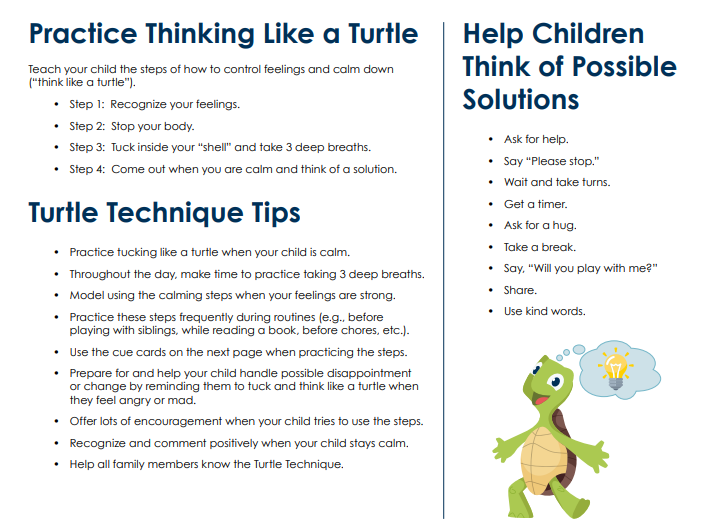 Practice Thinking Like a Turtle
Teach your child the steps of how to control feelings and calm down
(“think like a turtle”).
• Step 1:  Recognize your feelings.
• Step 2:  Stop your body.
• Step 3:  Tuck inside your “shell” and take 3 deep breaths.
• Step 4:  Come out when you are calm and think of a solution.
Turtle Technique Tips
• Practice tucking like a turtle when your child is calm.
• Throughout the day, make time to practice taking 3 deep breaths.
• Model using the calming steps when your feelings are strong.
• Practice these steps frequently during routines (e.g., before
playing with siblings, while reading a book, before chores, etc.).
• Use the cue cards on the next page when practicing the steps.
• Prepare for and help your child handle possible disappointment
or change by reminding them to tuck and think like a turtle when
they feel angry or mad.
• Offer lots of encouragement when your child tries to use the steps.
• Recognize and comment positively when your child stays calm.
• Help all family members know the Turtle Technique.
Help Children
Think of Possible
Solutions
• Ask for help.
• Say “Please stop.”
• Wait and take turns.
• Get a timer.
• Ask for a hug.
• Take a break.
• Say, “Will you play with me?”
• Share.
• Use kind words.